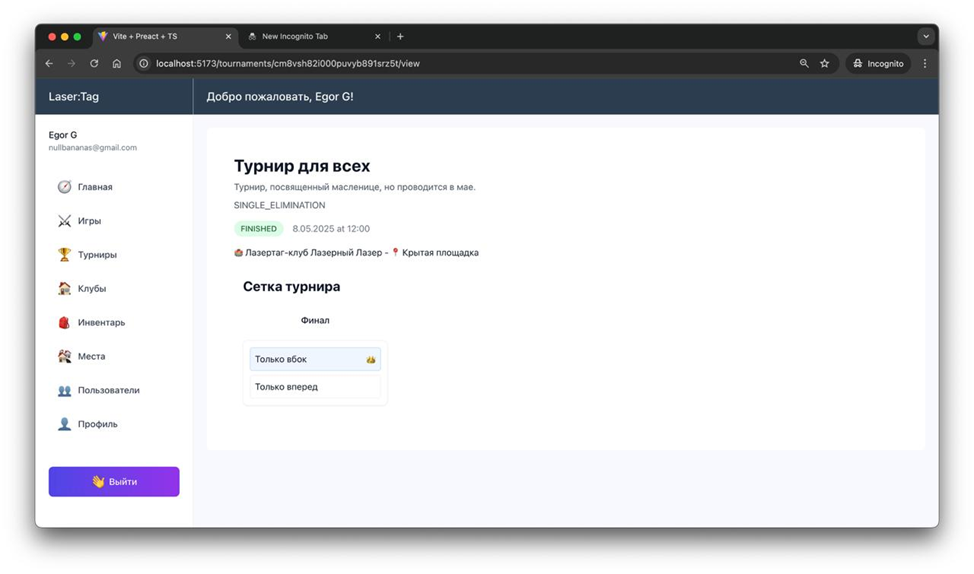 Vite + Preact + TS
New Incognito Tab
localhost:5173/tournaments/cm8vsh82i000puvyb891srz5t/view
Incognito
Laser:Tag
Добро пожаловать, Egor G!
Egor G
nullbananas@gmail.com
Главная
Игры
Турниры
Клубы
Инвентарь
Места
Пользователи
Профиль
Выйти
Турнир для всех
Турнир, посвященный масленице, но проводится в мае.
SINGLE_ELIMINATION
FINISHED 8.05.2025 at 12:00
Лазертаг-клуб Лазерный Лазер - 📍 Крытая площадка
Сетка турнира
Финал
Только вбок
Только вперед